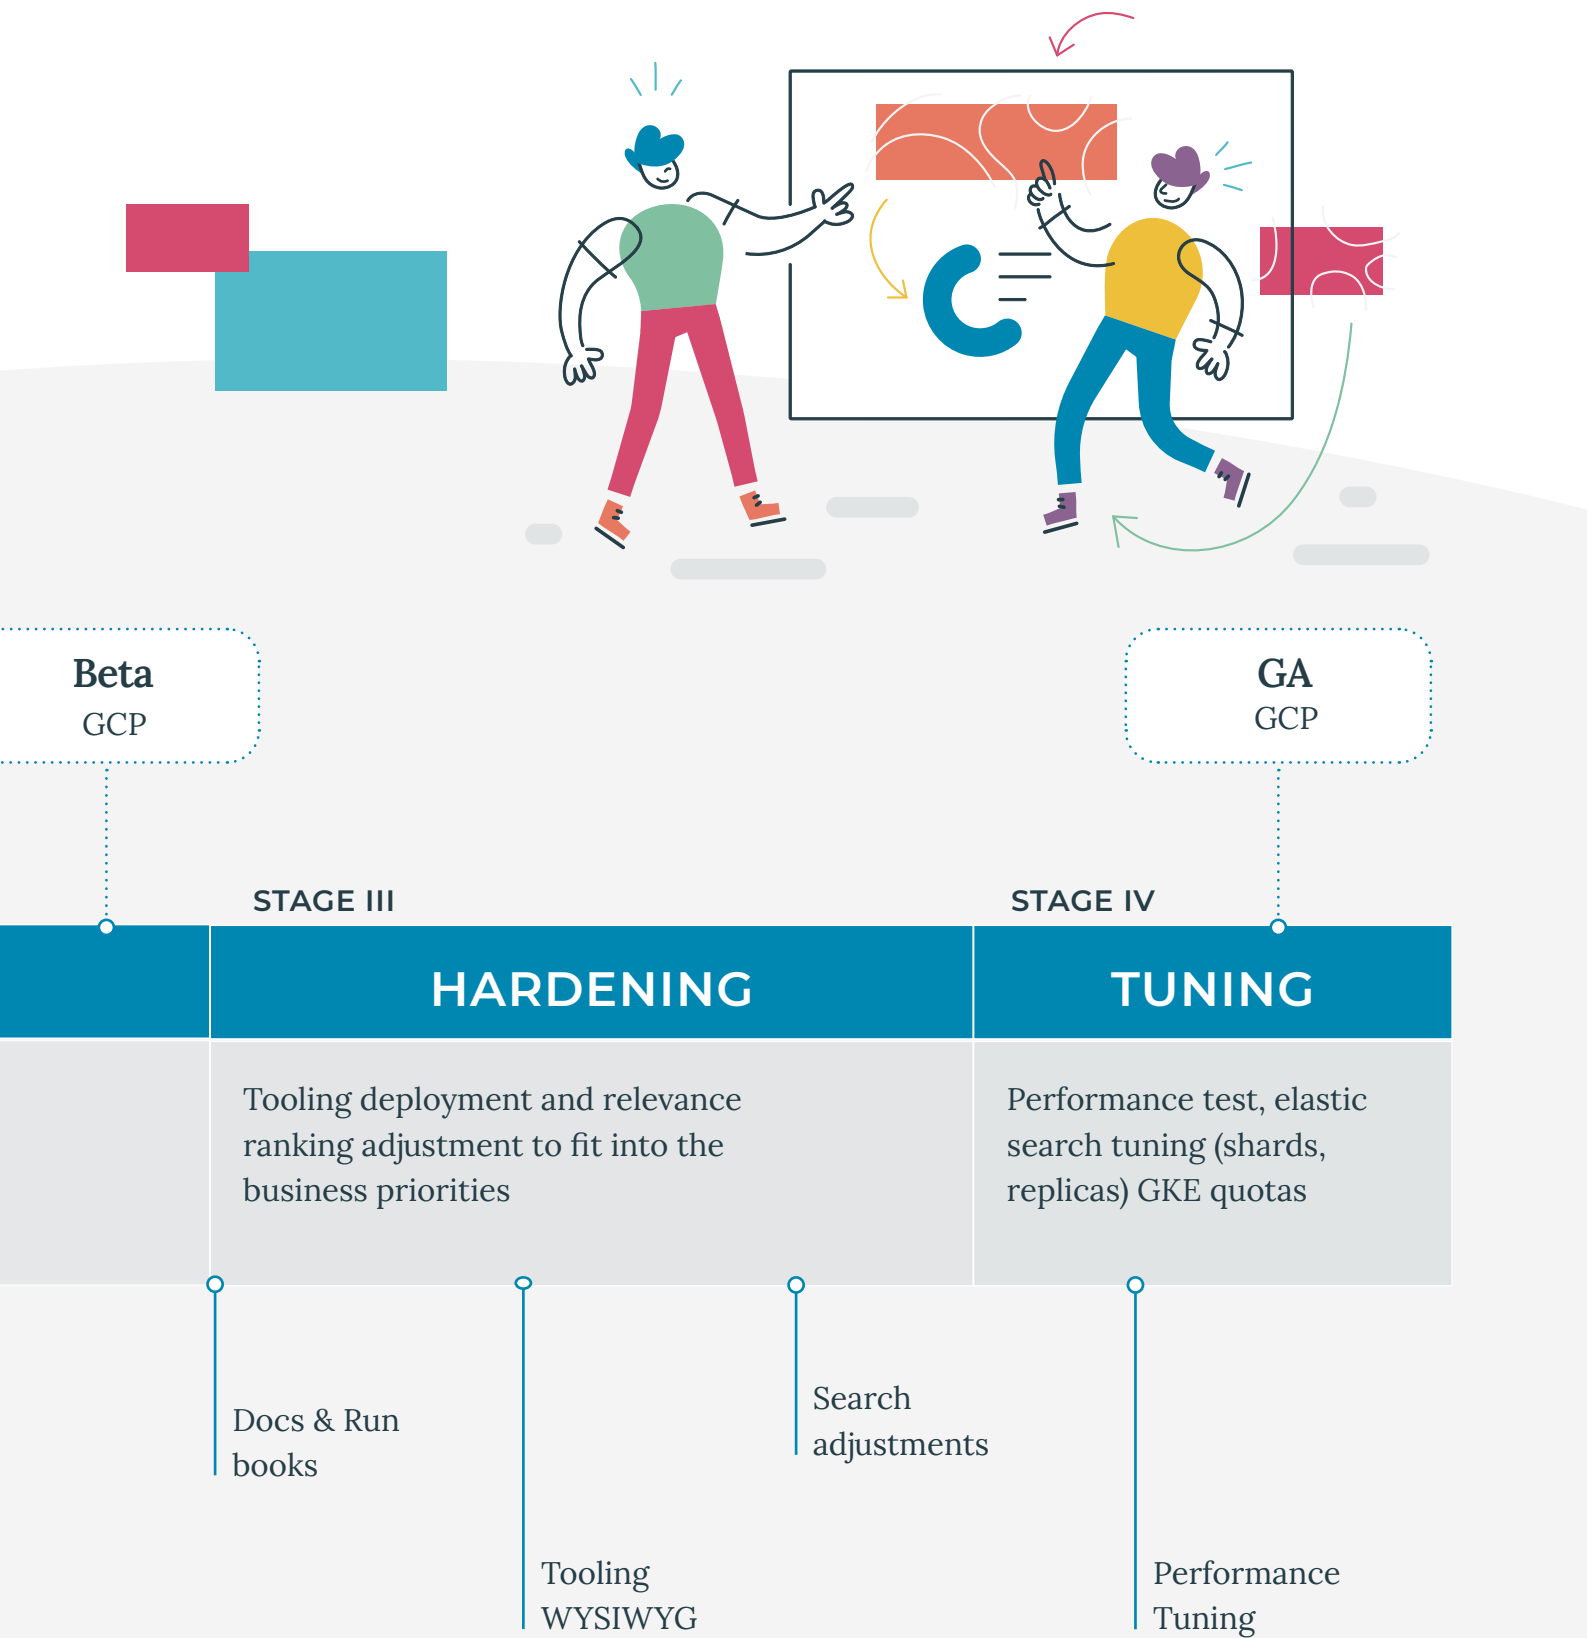 Beta
GCP
GA
GCP
STAGE III
STAGE IV
HARDENING
TUNING
Tooling deployment and relevance
ranking adjustment to fit into the
business priorities
Performance test, elastic
search tuning (shards,
replicas) GKE quotas
Docs & Run
books
Search
adjustments
Tooling
WYSIWYG
Performance
Tuning